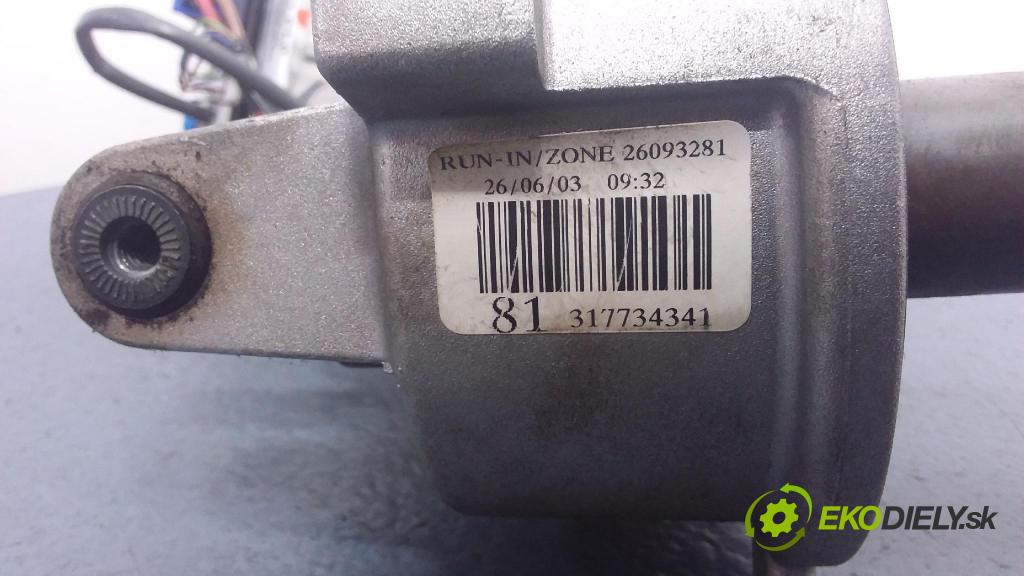 RUN-IN/ZONE 26093281
26/06/03 09:32
81 317734341
EKODIELY.sk